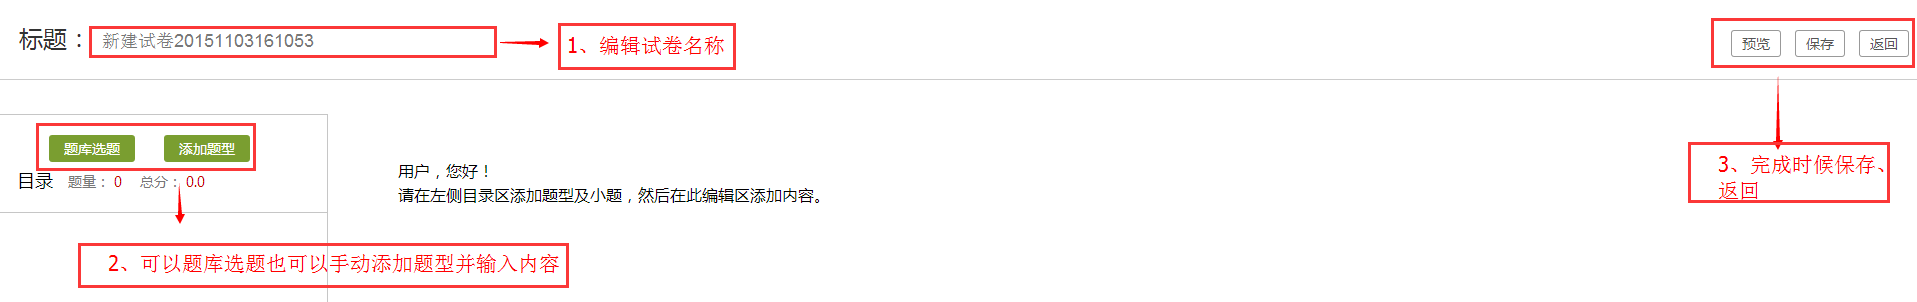 标题：
新建试卷20151103161053
1、编辑试卷名称
预览
保存
返回
题库选题
添加题型
目录 题量：0 总分：0.0
用户，您好！
请在左侧目录区添加题型及小题，然后在此编辑区添加内容。
3、完成时候保存、
返回
2、可以题库选题也可以手动添加题型并输入内容